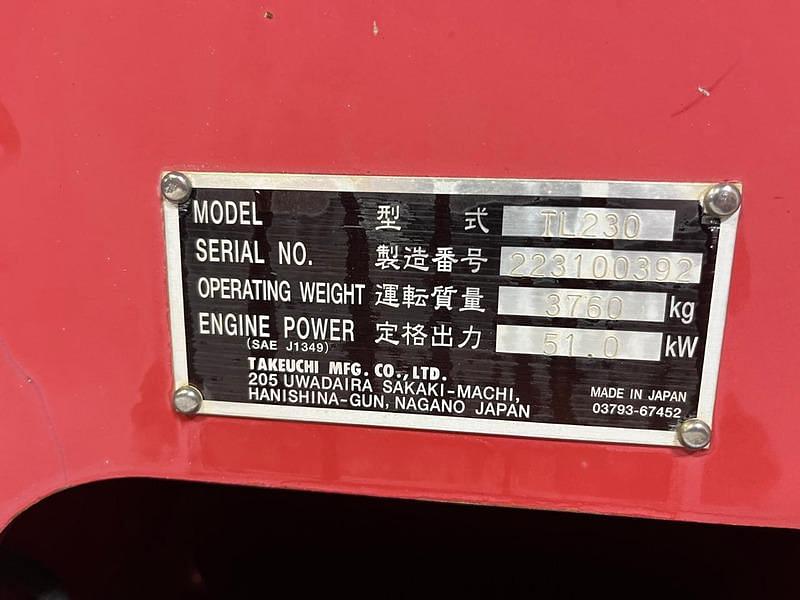 MODEL 型 式 TL230
SERIAL NO. 製造番号 223100392
OPERATING WEIGHT 運転質量 3760 kg
ENGINE POWER 定格出力 51.0 kW
(SAE J1349)
TAKEUCHI MFG. CO., LTD.
205 UWADAIRA SAKAKI-MACHI,
HANISHINA-GUN, NAGANO JAPAN
MADE IN JAPAN
03793-67452